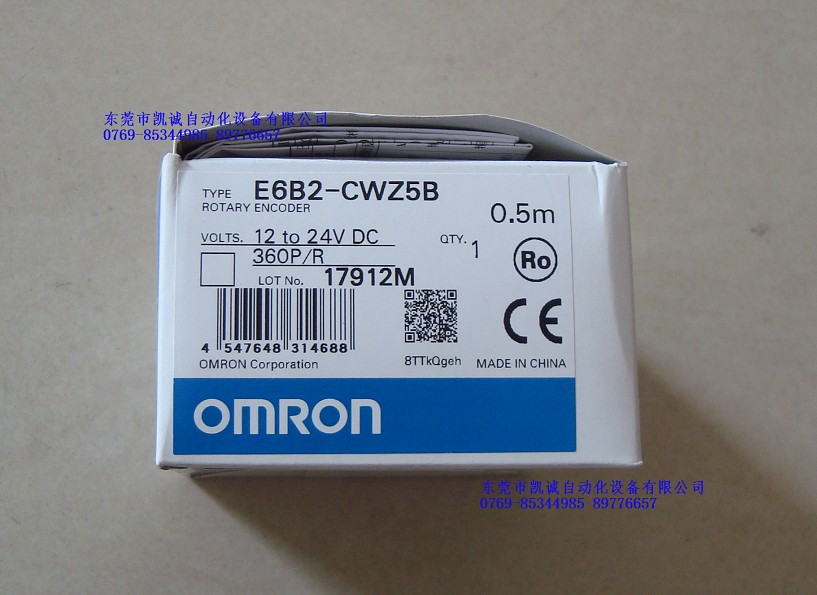 东莞市凯诚自动化设备有限公司
0769-85344985 89776657
TYPE E6B2-CWZ5B
ROTARY ENCODER
0.5m
VOLTS. 12 to 24V DC
QTY. 1
360P/R
Ro
LOT No. 17912M
CE
4 547648 314688
8TTkQgeh
OMRON Corporation
MADE IN CHINA
OMRON
东莞市凯诚自动化设备有限公司
0769-85344985 89776657